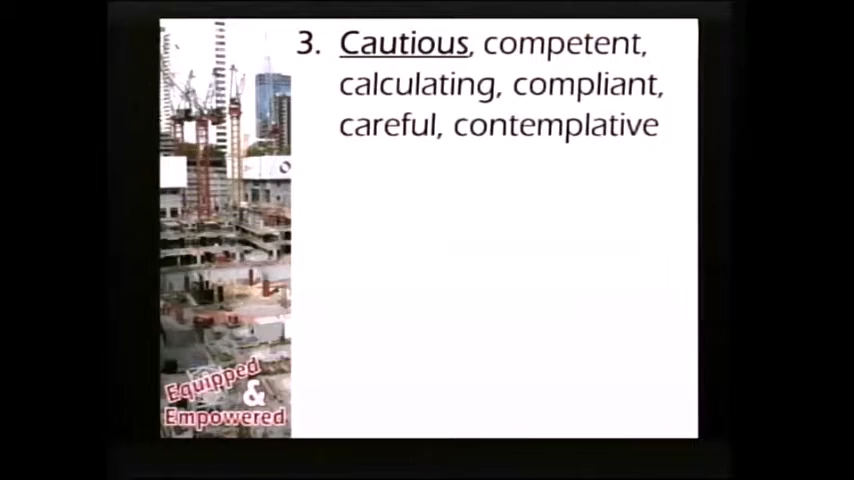 3. Cautious, competent,
calculating, compliant,
careful, contemplative
Equipped
&
Empowered